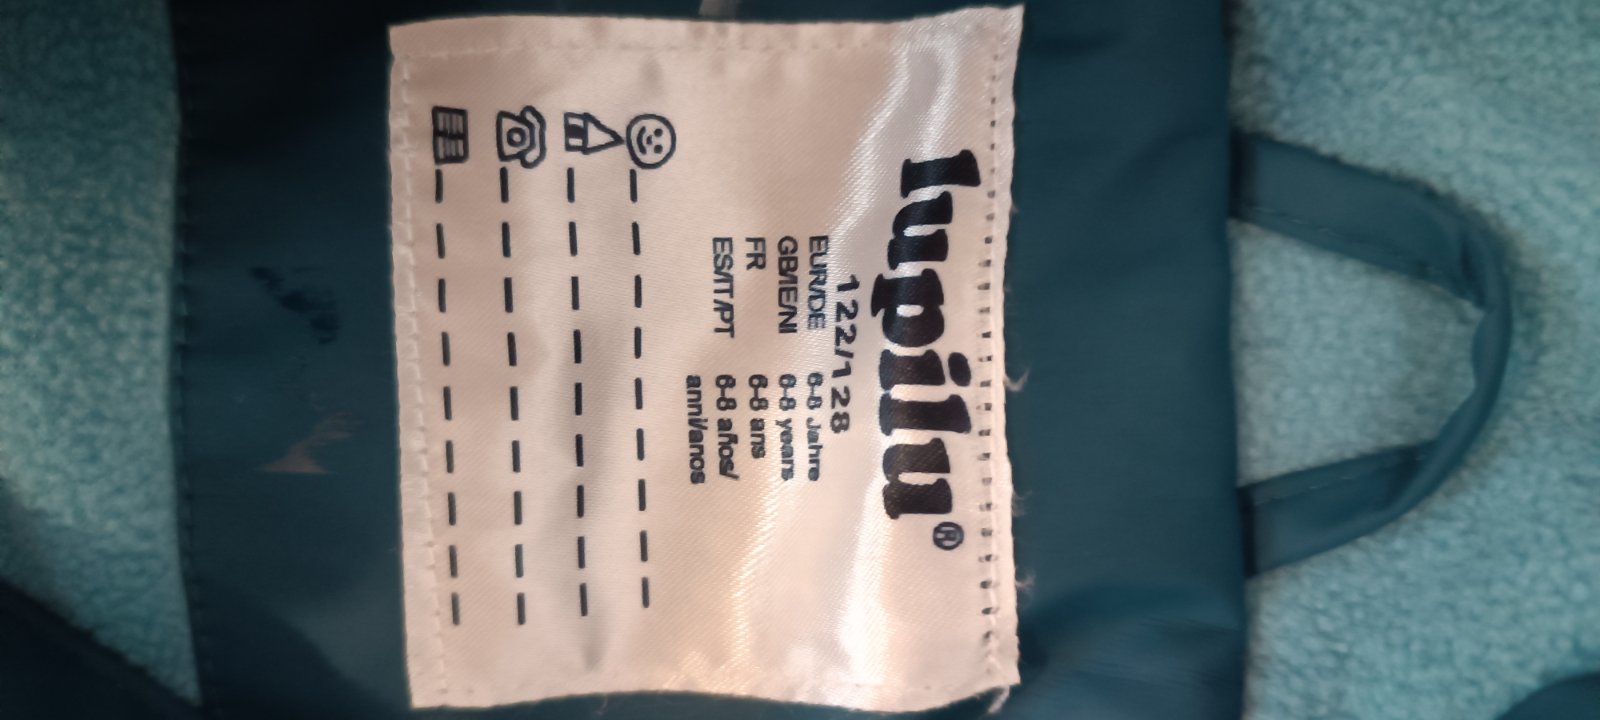 lupilu®
122/128
EUR/DE 6-8 Jahre
GB/IE/NI 6-8 years
FR 6-8 ans
ES/IT/PT 6-8 años/
anni/anos